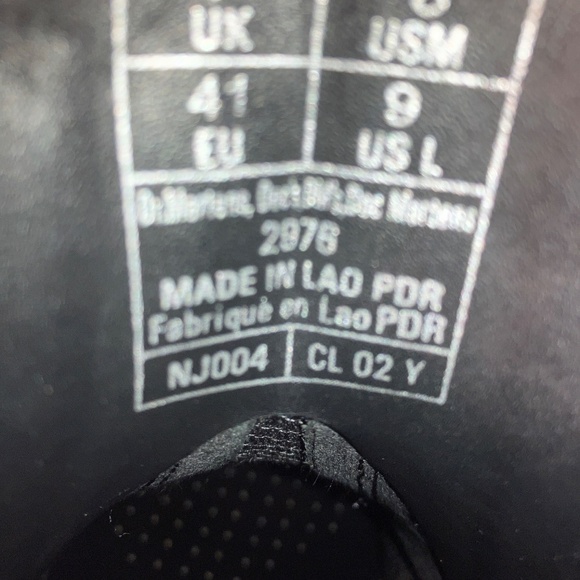 UK USM
41 9
EU US L
Dr.Martens, Doc Martens
2976
MADE IN LAO PDR
Fabriqué en Lao PDR
NJ004 CL 02 Y